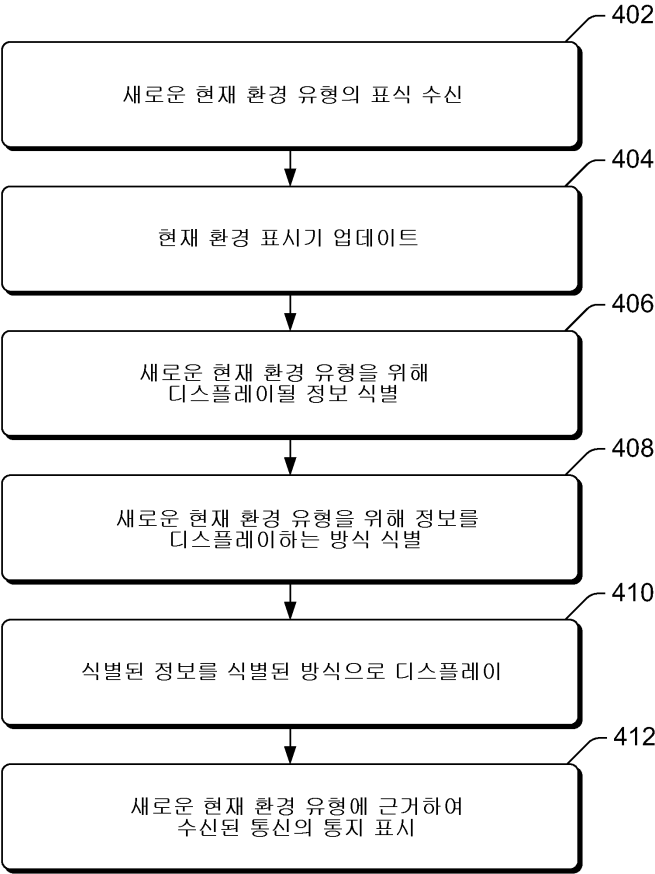 402
새로운 현재 환경 유형의 표식 수신
404
현재 환경 표시기 업데이트
406
새로운 현재 환경 유형을 위해
디스플레이될 정보 식별
408
새로운 현재 환경 유형을 위해 정보를
디스플레이하는 방식 식별
410
식별된 정보를 식별된 방식으로 디스플레이
412
새로운 현재 환경 유형에 근거하여
수신된 통신의 통지 표시